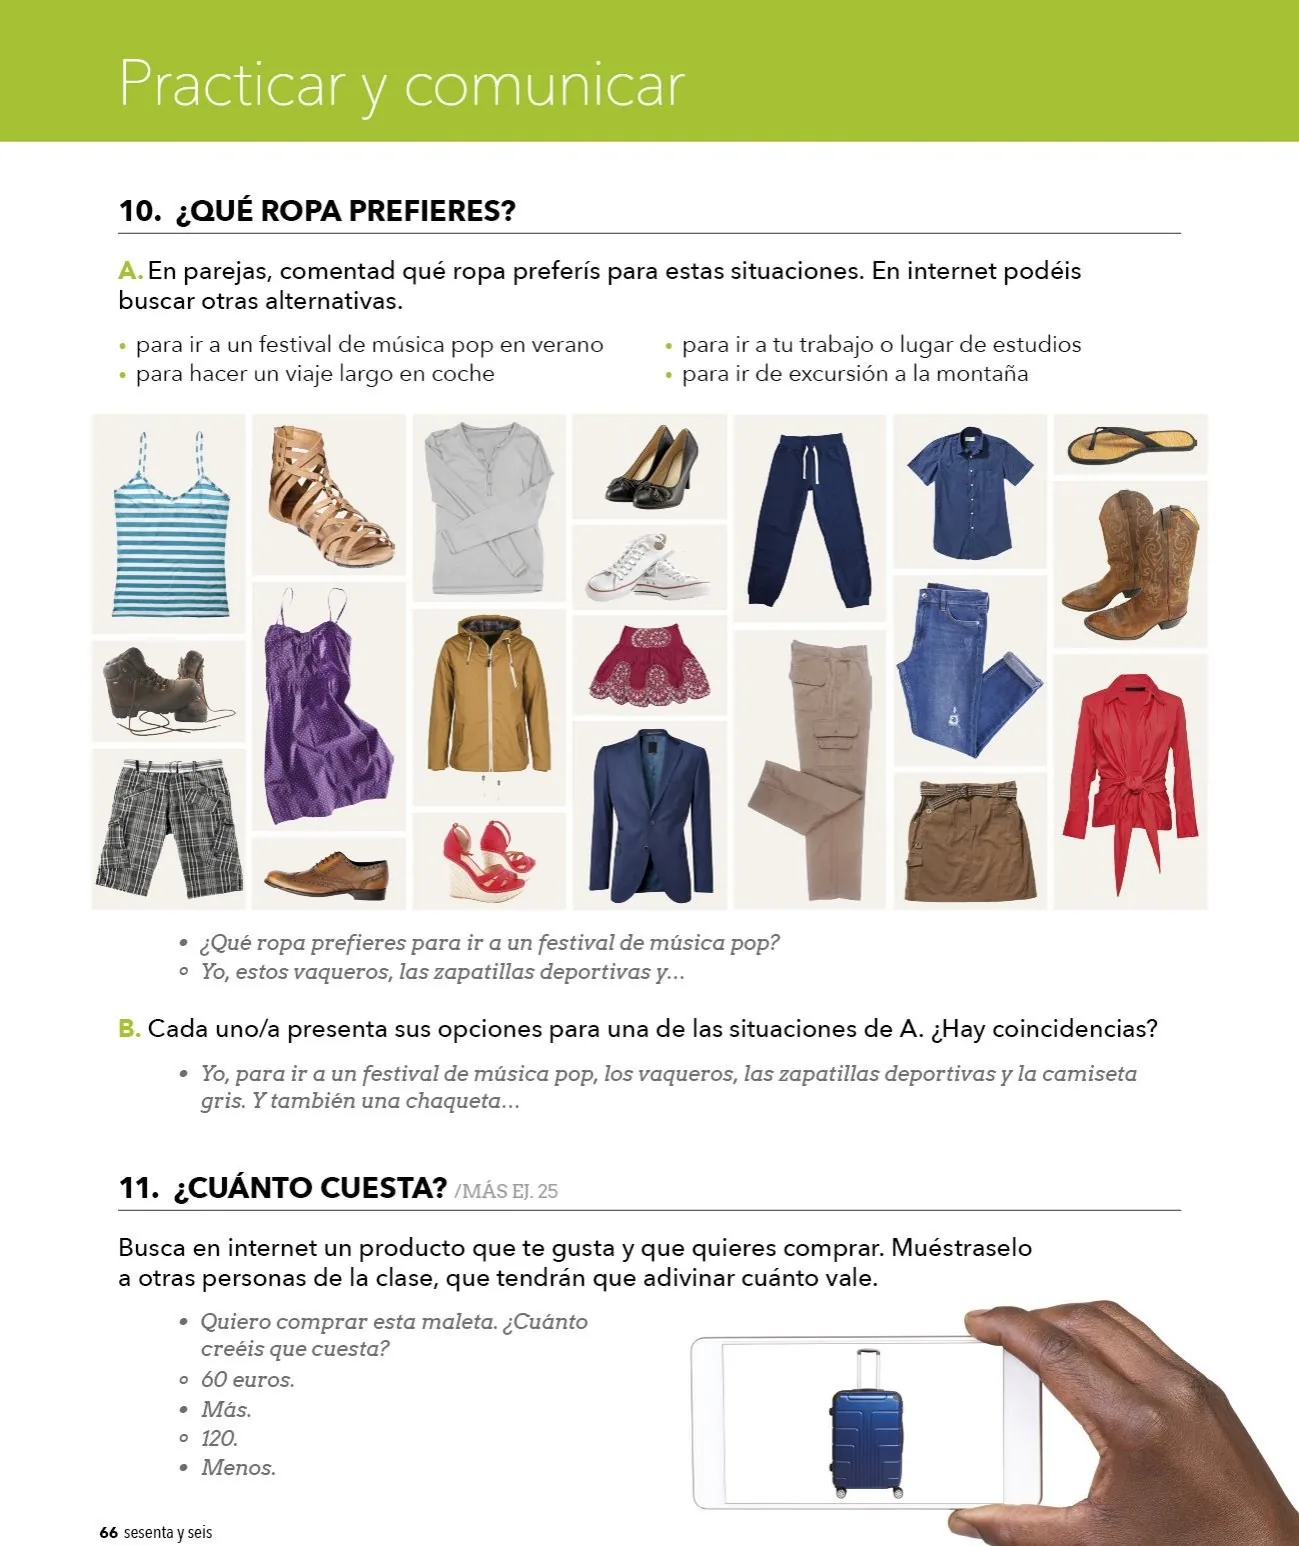 Practicar y comunicar
10. ¿QUÉ ROPA PREFIERES?
A. En parejas, comentad qué ropa preferís para estas situaciones. En internet podéis
buscar otras alternativas.
• para ir a un festival de música pop en verano
• para hacer un viaje largo en coche
• para ir a tu trabajo o lugar de estudios
• para ir de excursión a la montaña
• ¿Qué ropa prefieres para ir a un festival de música pop?
○ Yo, estos vaqueros, las zapatillas deportivas y...
B. Cada uno/a presenta sus opciones para una de las situaciones de A. ¿Hay coincidencias?
• Yo, para ir a un festival de música pop, los vaqueros, las zapatillas deportivas y la camiseta
gris. Y también una chaqueta...
11. ¿CUÁNTO CUESTA? /MÁS EJ. 25
Busca en internet un producto que te gusta y que quieres comprar. Muéstraselo
a otras personas de la clase, que tendrán que adivinar cuánto vale.
• Quiero comprar esta maleta. ¿Cuánto
creéis que cuesta?
○ 60 euros.
• Más.
○ 120.
• Menos.
66 sesenta y seis